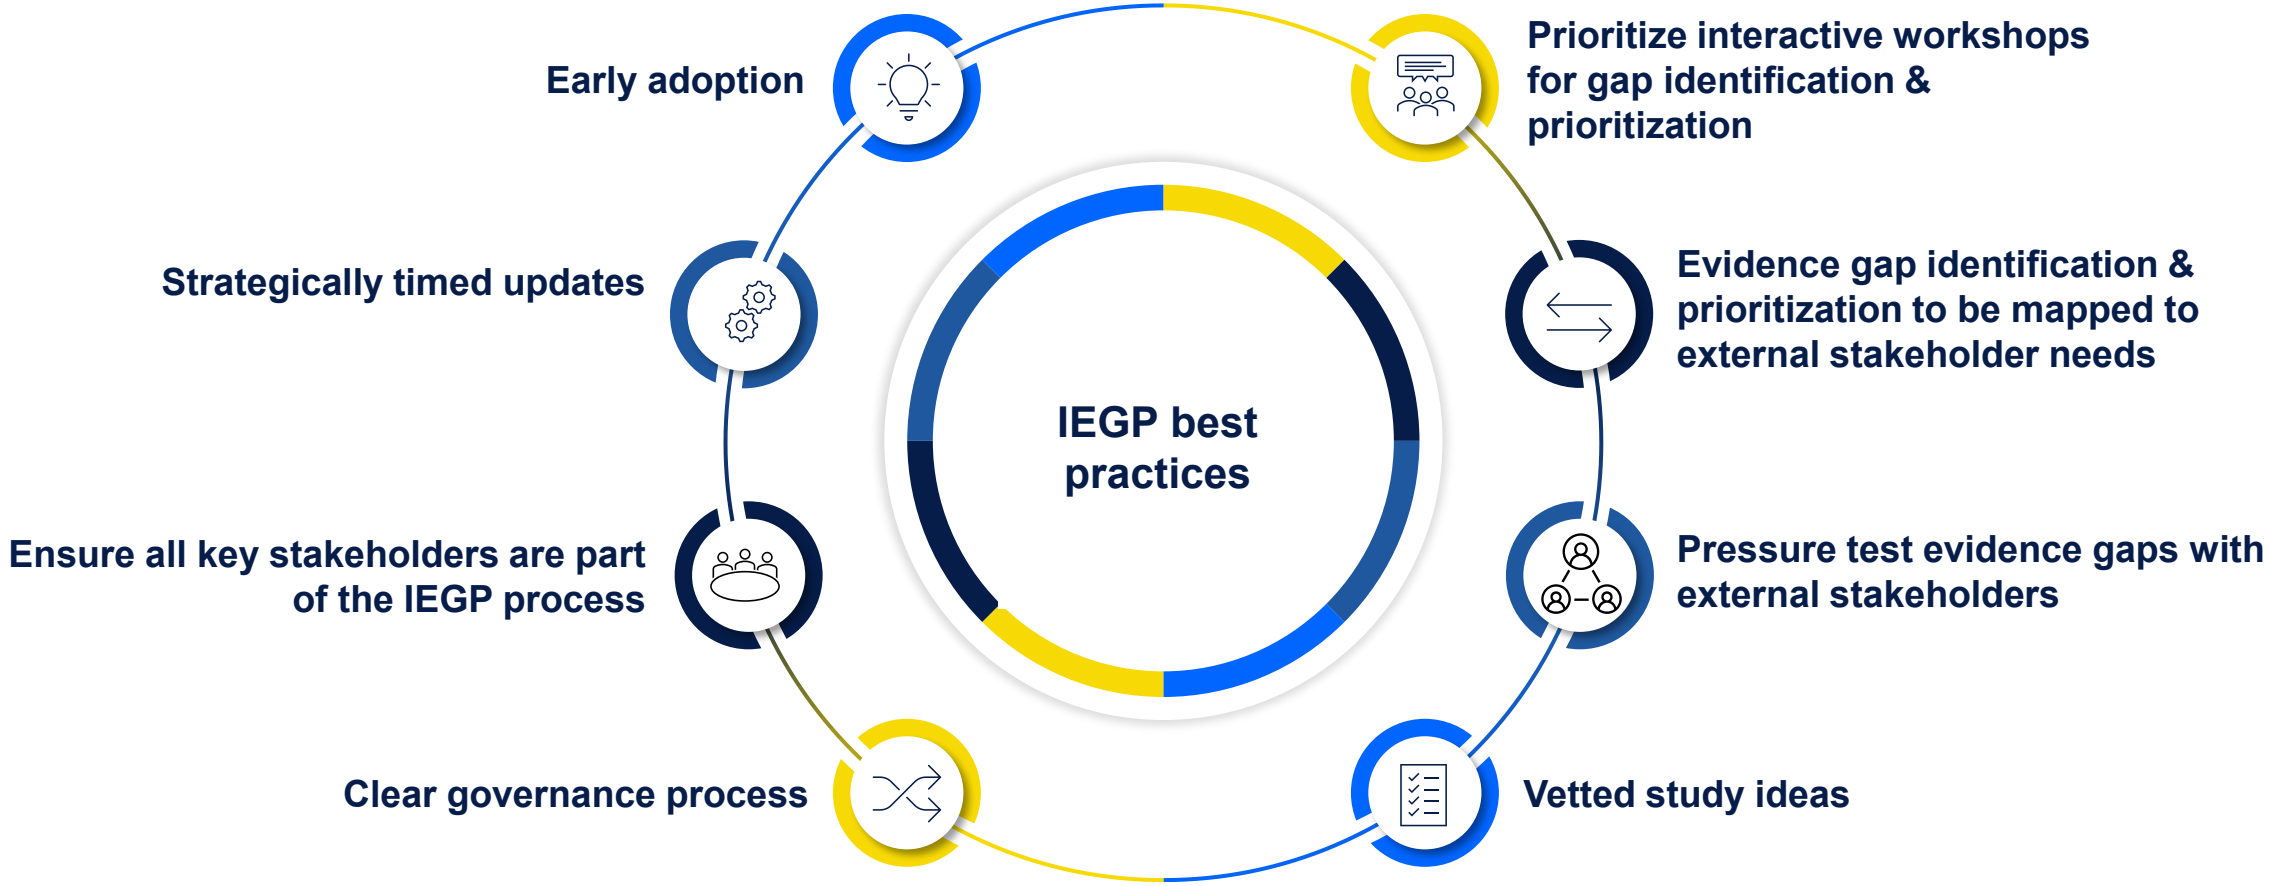 Early adoption
Prioritize interactive workshops
for gap identification &
prioritization
Strategically timed updates
Evidence gap identification &
prioritization to be mapped to
external stakeholder needs
IEGP best
practices
Ensure all key stakeholders are part
of the IEGP process
Pressure test evidence gaps with
external stakeholders
Clear governance process
Vetted study ideas